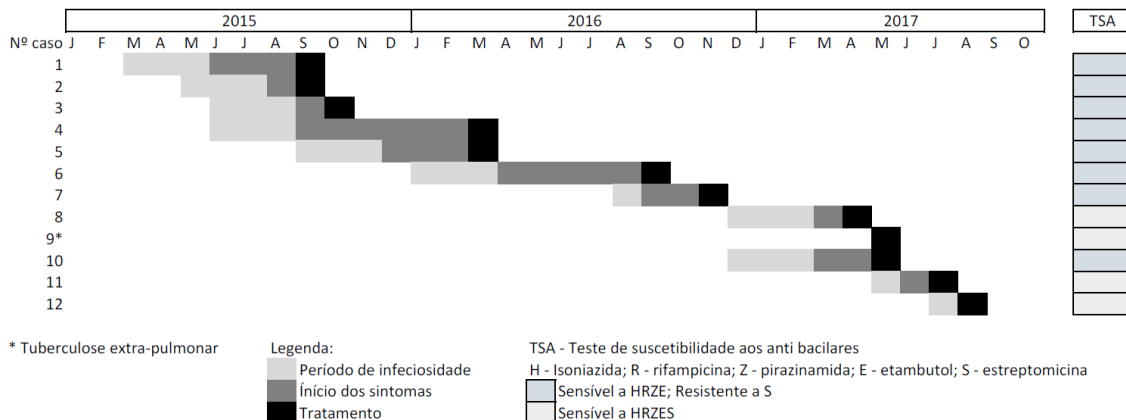 2015 2016 2017 TSA
Nº caso J F M A M J J A S O N D J F M A M J J A S O N D J F M A M J J A S O
1
2
3
4
5
6
7
8
9*
10
11
12
* Tuberculose extra-pulmonar
Legenda:
Período de infeciosidade
Ínício dos sintomas
Tratamento
TSA - Teste de suscetibilidade aos anti bacilares
H - Isoniazida; R - rifampicina; Z - pirazinamida; E - etambutol; S - estreptomicina
Sensível a HRZE; Resistente a S
Sensível a HRZES